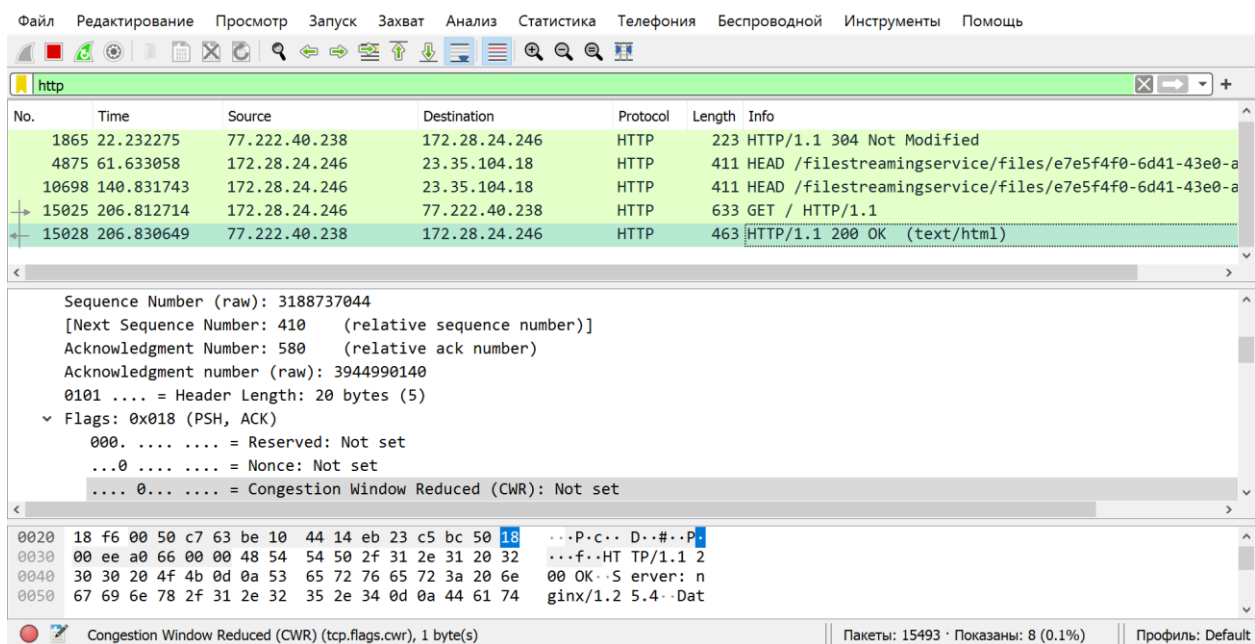 Файл Редактирование Просмотр Запуск Захват Анализ Статистика Телефония Беспроводной Инструменты Помощь
http
No. Time Source Destination Protocol Length Info
1865 22.232275 77.222.40.238 172.28.24.246 HTTP 223 HTTP/1.1 304 Not Modified
4875 61.633058 172.28.24.246 23.35.104.18 HTTP 411 HEAD /filestreamingservice/files/e7e5f4f0-6d41-43e0-a
10698 140.831743 172.28.24.246 23.35.104.18 HTTP 411 HEAD /filestreamingservice/files/e7e5f4f0-6d41-43e0-a
15025 206.812714 172.28.24.246 77.222.40.238 HTTP 633 GET / HTTP/1.1
15028 206.830649 77.222.40.238 172.28.24.246 HTTP 463 HTTP/1.1 200 OK (text/html)
Sequence Number (raw): 3188737044
[Next Sequence Number: 410 (relative sequence number)]
Acknowledgment Number: 580 (relative ack number)
Acknowledgment number (raw): 3944990140
0101 .... = Header Length: 20 bytes (5)
Flags: 0x018 (PSH, ACK)
000. .... .... = Reserved: Not set
...0 .... .... = Nonce: Not set
.... 0... .... = Congestion Window Reduced (CWR): Not set
0020 18 f6 00 50 c7 63 be 10 44 14 eb 23 c5 bc 50 18 ···P·c·· D··#··P·
0030 00 ee a0 66 00 00 48 54 54 50 2f 31 2e 31 20 32 ···f··HT TP/1.1 2
0040 30 30 20 4f 4b 0d 0a 53 65 72 76 65 72 3a 20 6e 00 OK··S erver: n
0050 67 69 6e 78 2f 31 2e 32 35 2e 34 0d 0a 44 61 74 ginx/1.2 5.4··Dat
Congestion Window Reduced (CWR) (tcp.flags.cwr), 1 byte(s) Пакеты: 15493 · Показаны: 8 (0.1%) Профиль: Default